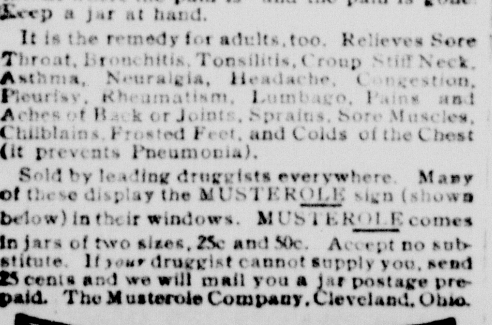 Keep a jar at hand.
It is the remedy for adults, too. Relieves Sore
Throat, Bronchitis, Tonsilitis, Croup Stiff Neck,
Asthma, Neuralgia, Headache, Congestion,
Pleurisy, Rheumatism, Lumbago, Pains and
Aches of Back or Joints, Sprains, Sore Muscles,
Chilblains, Frosted Feet, and Colds of the Chest
(it prevents Pneumonia).
Sold by leading druggists everywhere. Many
of these display the MUSTEROLE sign (shown
below) in their windows. MUSTEROLE comes
in jars of two sizes, 25c and 50c. Accept no sub-
stitute. If your druggist cannot supply you, send
25 cents and we will mail you a jar postage pre-
paid. The Musterole Company, Cleveland, Ohio.